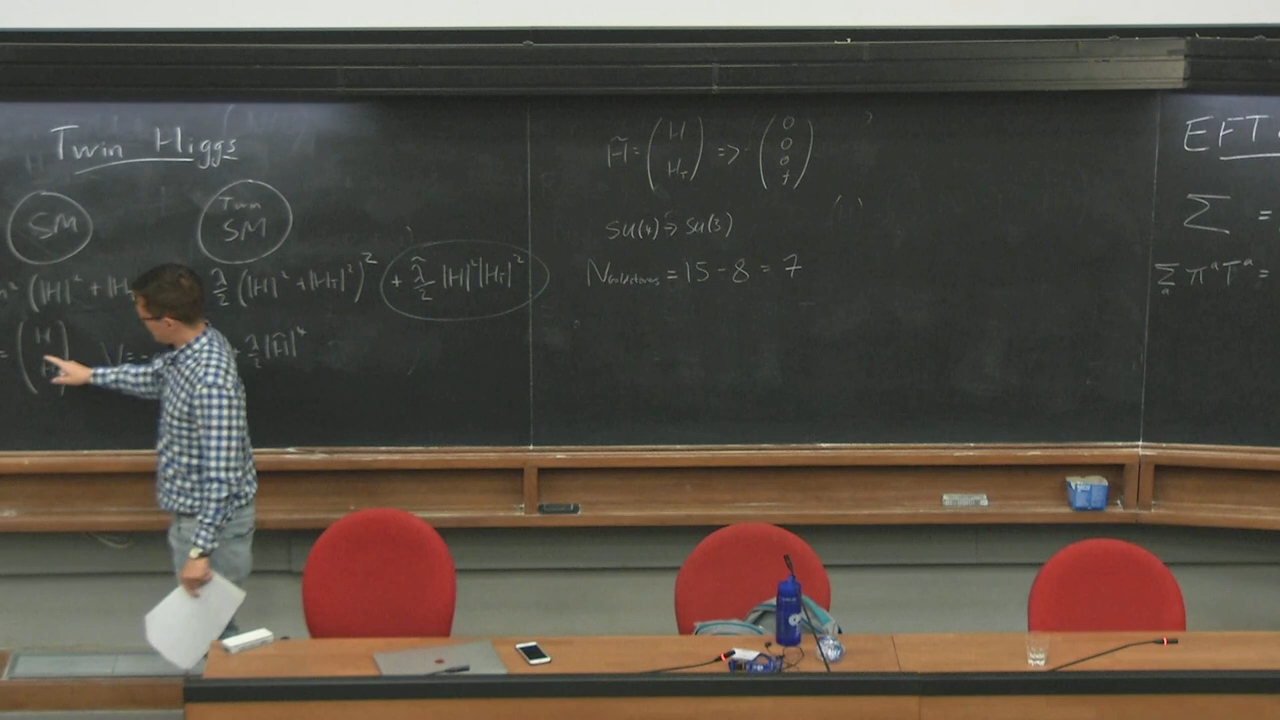 Twin Higgs
SM
Twin
SM
(|H|² + |H
λ/2 (|H|² + |H_T|²)² + λ̃/2 |H|²|H_T|²
= (H
V = - λ/2 |H̃|⁴
H̃ = (H
H_T) => (0
0
0
f)
SU(4) → SU(3)
N_Goldstones = 15 - 8 = 7
EFT
Σ =
Σ_a π^a T^a =